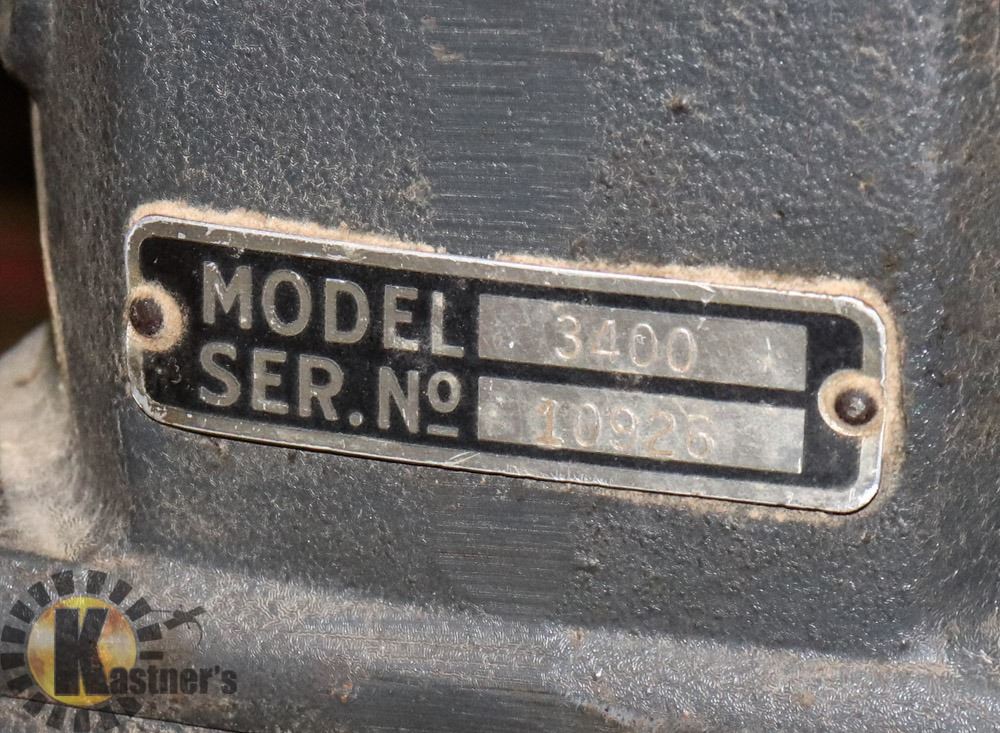 MODEL 3400
SER. No 10926
Kastner's